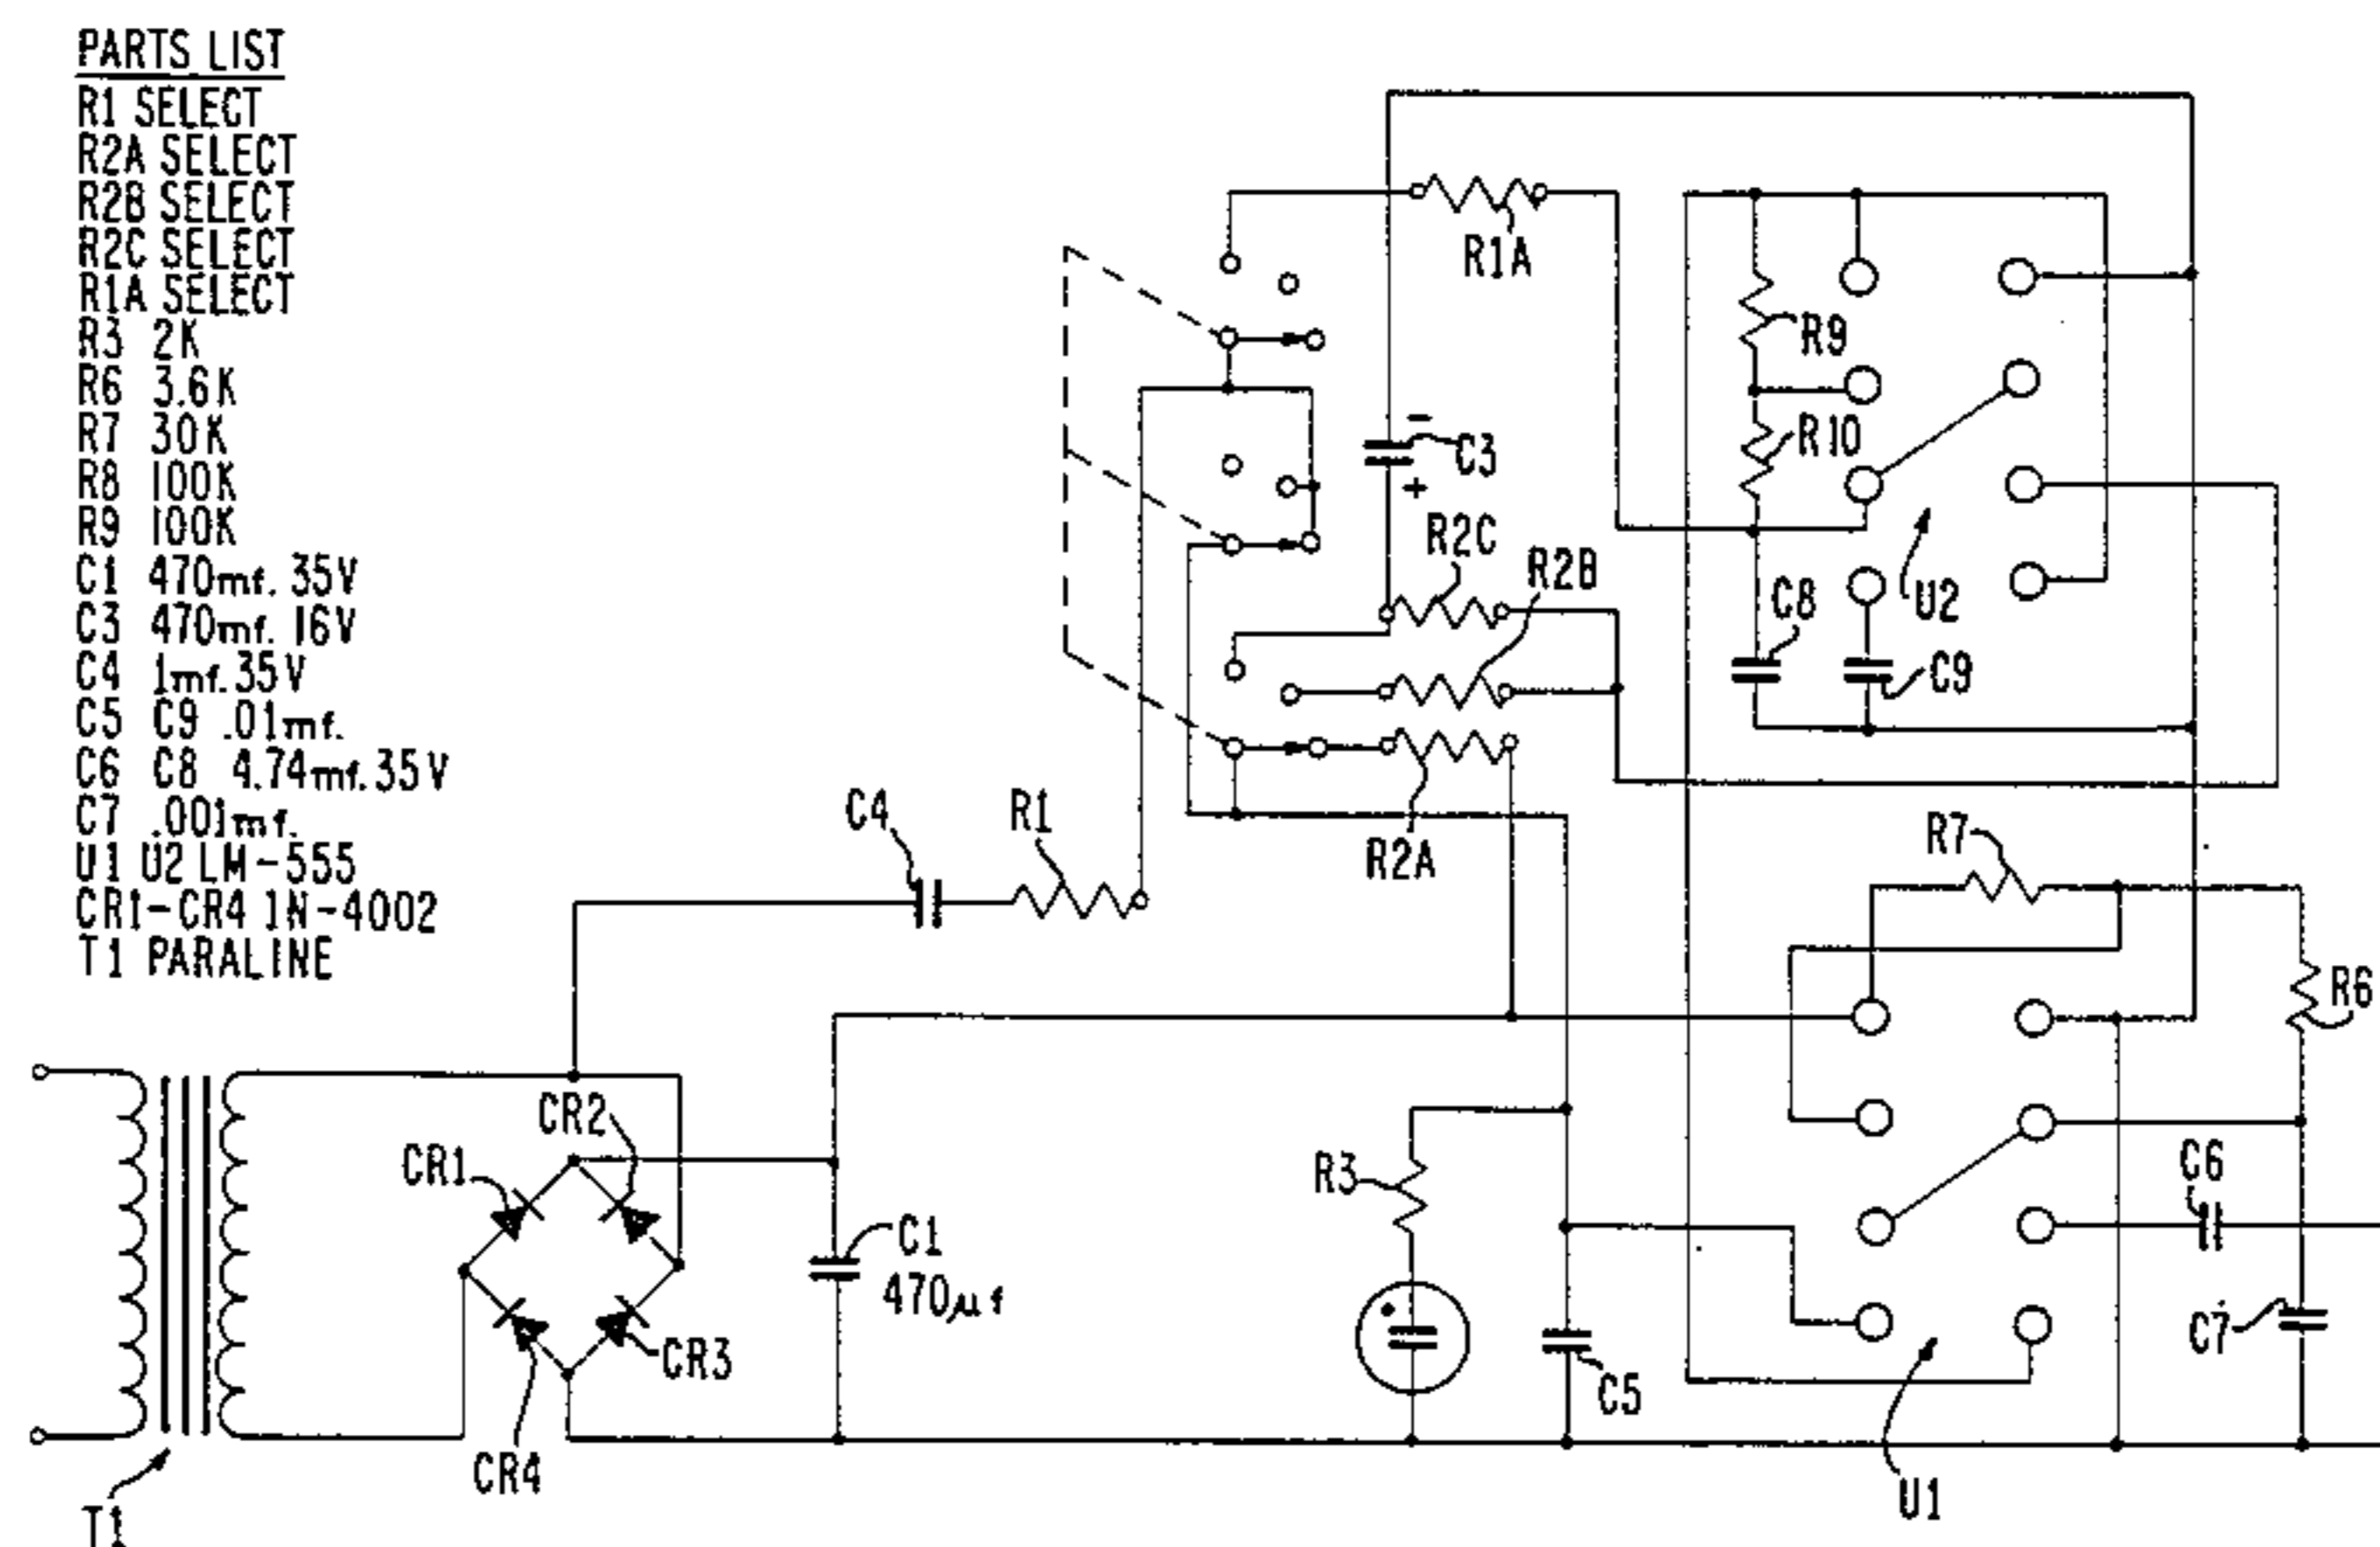 PARTS LIST
R1 SELECT
R2A SELECT
R2B SELECT
R2C SELECT
R1A SELECT
R3 2K
R6 3.6K
R7 30K
R8 100K
R9 100K
C1 470mf. 35V
C3 470mf. 16V
C4 1mf. 35V
C5 C9 .01mf.
C6 C8 4.74mf. 35V
C7 .001mf.
U1 U2 LM-555
CR1-CR4 1N-4002
T1 PARALINE
R1A
R9
R10
-
C3
+
R2C
R2B
U2
C8
C9
C4
R1
R2A
R7
R6
CR2
CR1
R3
C6
C1
470µf
C7
CR3
C5
CR4
U1
T1